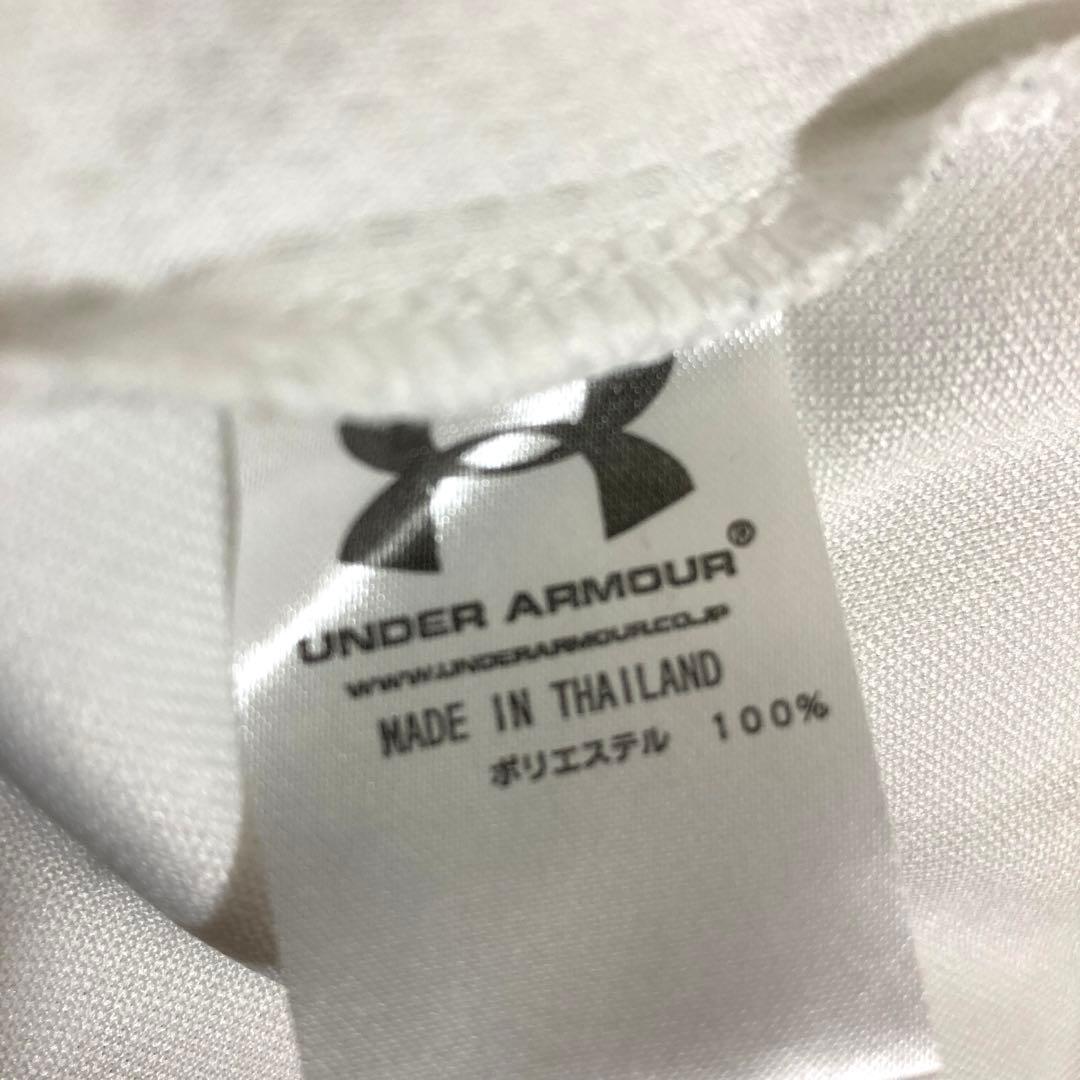 UNDER ARMOUR®
WWW.UNDERARMOUR.CO.JP
MADE IN THAILAND
ポリエステル 100%